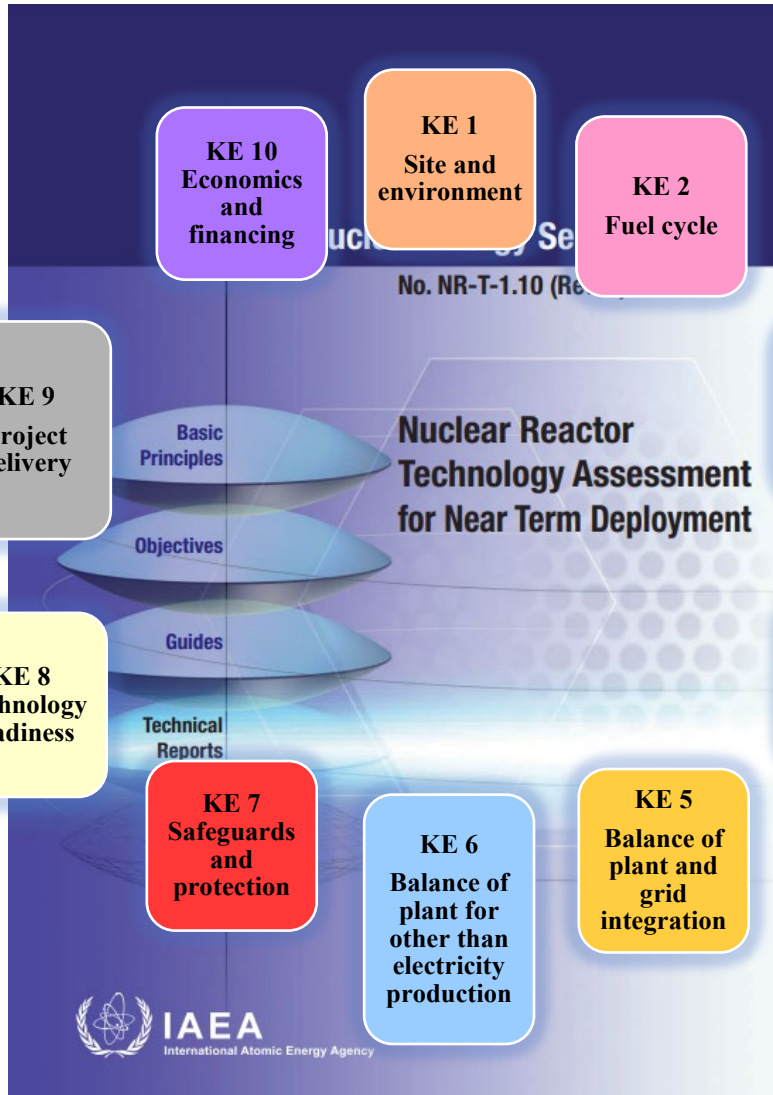 KE 10
Economics
and
financing
KE 1
Site and
environment
KE 2
Fuel cycle
No. NR-T-1.10
KE 9
Nuclear Reactor
Technology Assessment
for Near Term Deployment
Basic
Principles
Objectives
Guides
Technical
Reports
KE 8
KE 7
Safeguards
and
protection
KE 6
Balance of
plant for
other than
electricity
production
KE 5
Balance of
plant and
grid
integration
IAEA
International Atomic Energy Agency